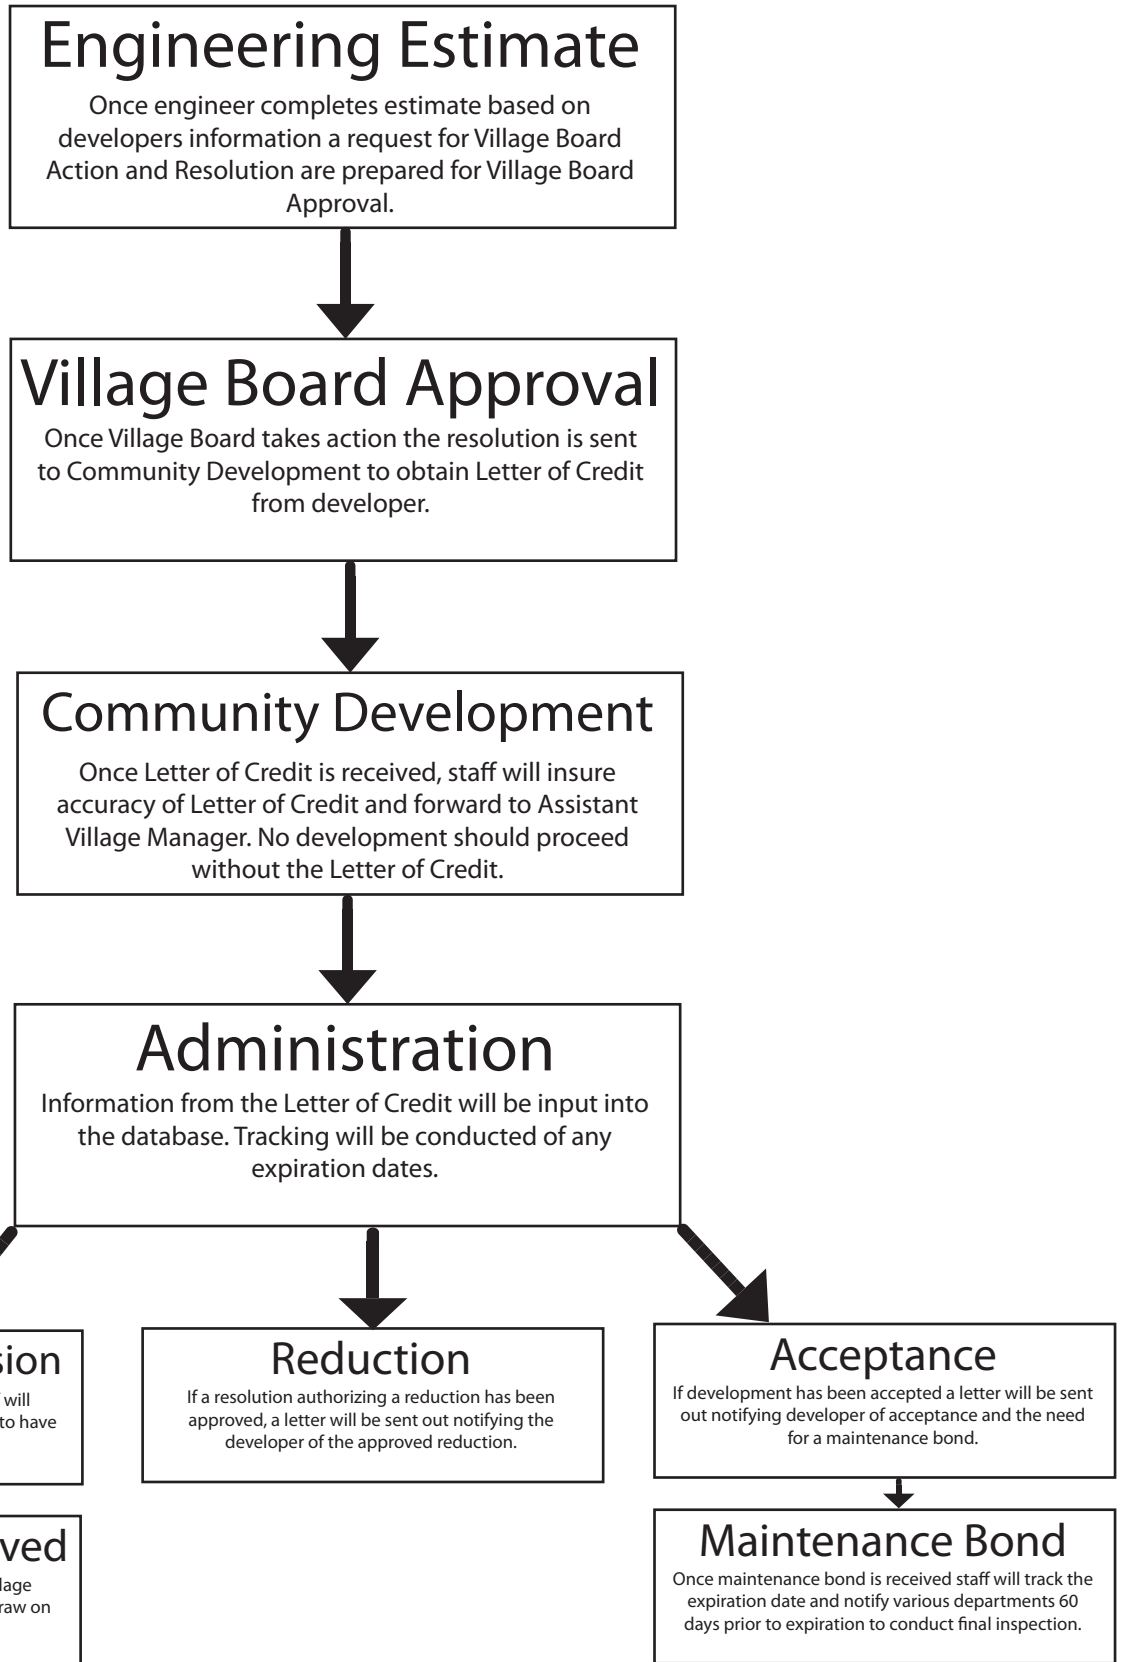 Engineering Estimate
Once engineer completes estimate based on
developers information a request for Village Board
Action and Resolution are prepared for Village Board
Approval.
Village Board Approval
Once Village Board takes action the resolution is sent
to Community Development to obtain Letter of Credit
from developer.
Community Development
Once Letter of Credit is received, staff will insure
accuracy of Letter of Credit and forward to Assistant
Village Manager. No development should proceed
without the Letter of Credit.
Administration
Information from the Letter of Credit will be input into
the database. Tracking will be conducted of any
expiration dates.
sion
will
to have
Reduction
If a resolution authorizing a reduction has been
approved, a letter will be sent out notifying the
developer of the approved reduction.
Acceptance
If development has been accepted a letter will be sent
out notifying developer of acceptance and the need
for a maintenance bond.
ved
lage
raw on
Maintenance Bond
Once maintenance bond is received staff will track the
expiration date and notify various departments 60
days prior to expiration to conduct final inspection.